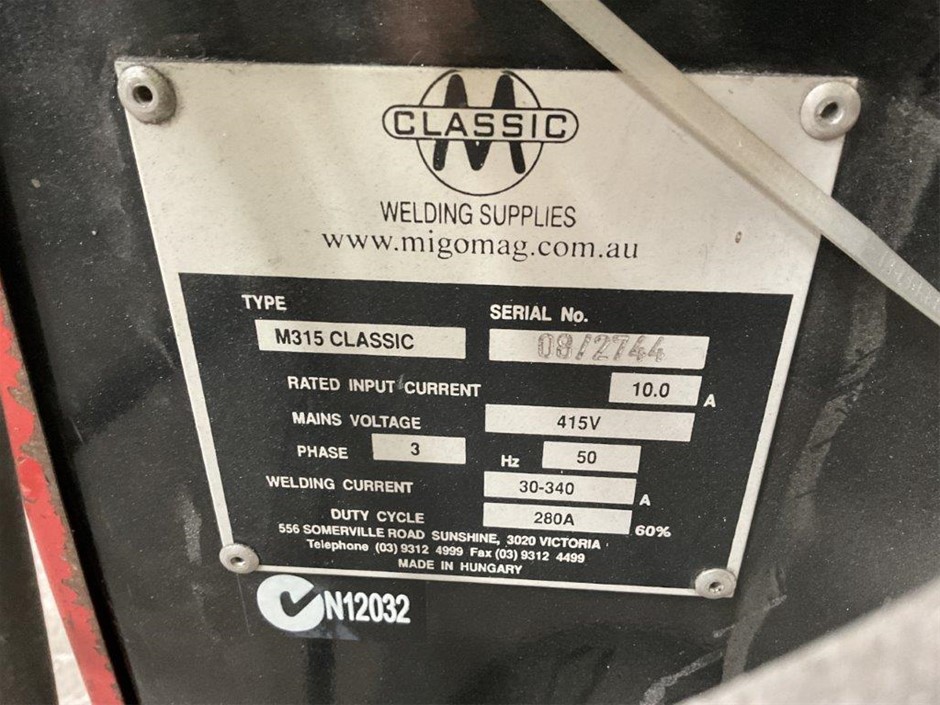 M
CLASSIC
WELDING SUPPLIES
www.migomag.com.au
TYPE
M315 CLASSIC
SERIAL No.
08/2744
RATED INPUT CURRENT 10.0 A
MAINS VOLTAGE 415V
PHASE 3 Hz 50
WELDING CURRENT 30-340 A
DUTY CYCLE 280A 60%
556 SOMERVILLE ROAD SUNSHINE, 3020 VICTORIA
Telephone (03) 9312 4999 Fax (03) 9312 4499
MADE IN HUNGARY
N12032